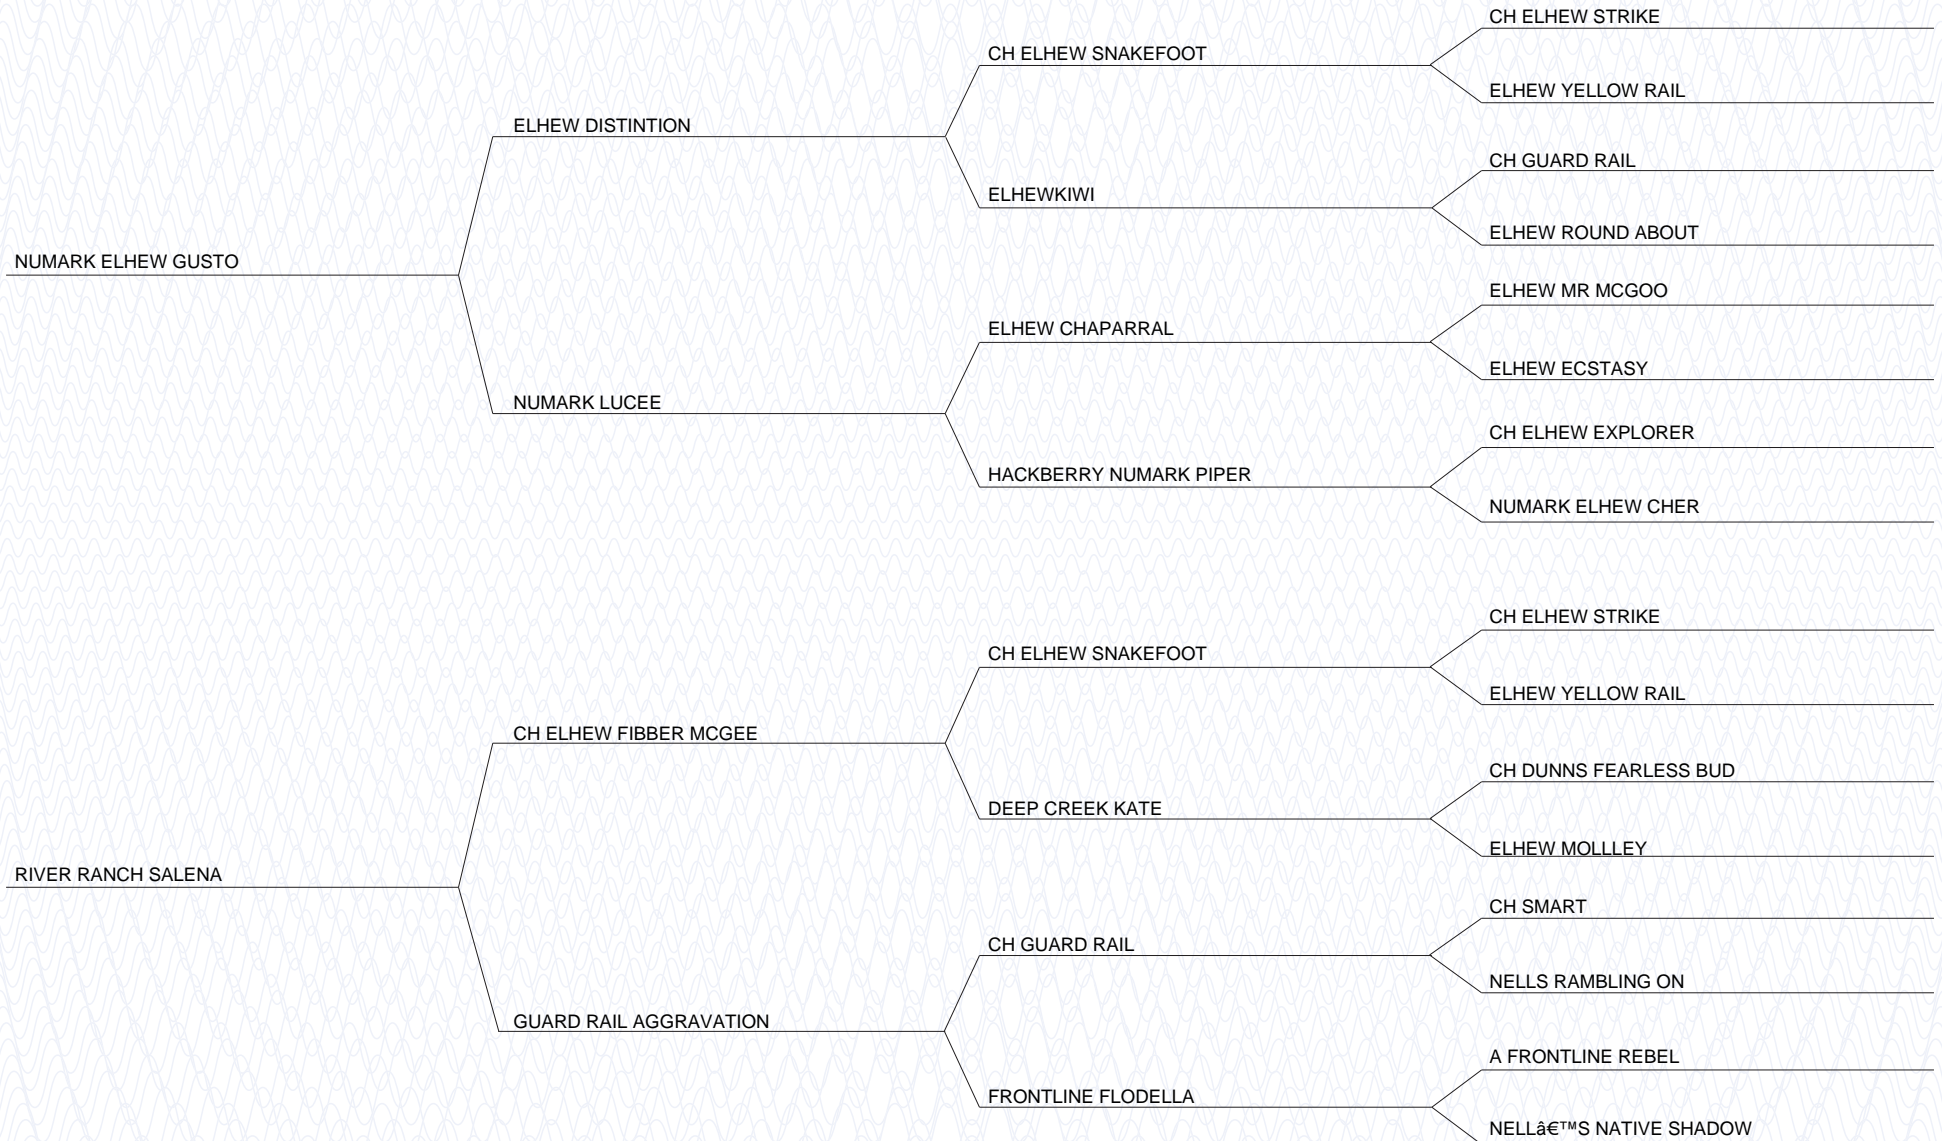 CH ELHEW STRIKE
CH ELHEW SNAKEFOOT
ELHEW YELLOW RAIL
ELHEW DISTINTION
CH GUARD RAIL
ELHEWKIWI
ELHEW ROUND ABOUT
NUMARK ELHEW GUSTO
ELHEW MR MCGOO
ELHEW CHAPARRAL
ELHEW ECSTASY
NUMARK LUCEE
CH ELHEW EXPLORER
HACKBERRY NUMARK PIPER
NUMARK ELHEW CHER
CH ELHEW STRIKE
CH ELHEW SNAKEFOOT
ELHEW YELLOW RAIL
CH ELHEW FIBBER MCGEE
CH DUNNS FEARLESS BUD
DEEP CREEK KATE
ELHEW MOLLLEY
RIVER RANCH SALENA
CH SMART
CH GUARD RAIL
NELLS RAMBLING ON
GUARD RAIL AGGRAVATION
A FRONTLINE REBEL
FRONTLINE FLODELLA
NELLâ€™S NATIVE SHADOW